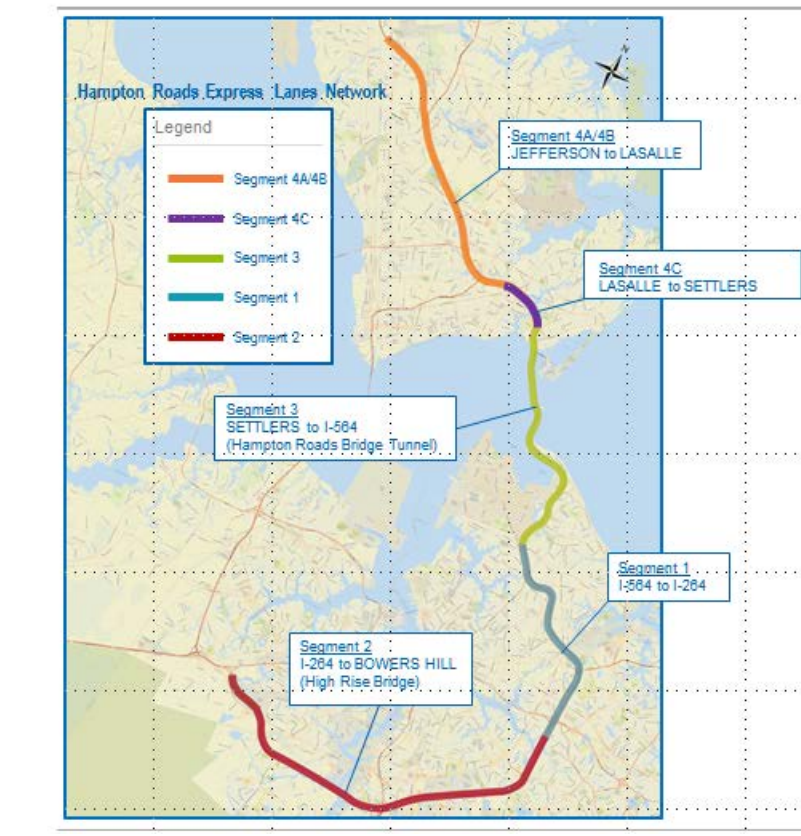 N
Hampton Roads Express Lanes Network
Legend
Segment 4A/4B
Segment 4C
Segment 3
Segment 1
Segment 2
Segment 4A/4B
JEFFERSON to LASALLE
Segment 4C
LASALLE to SETTLERS
Segment 3
SETTLERS to I-564
(Hampton Roads Bridge Tunnel)
Segment 1
I-564 to I-264
Segment 2
I-264 to BOWERS HILL
(High Rise Bridge)